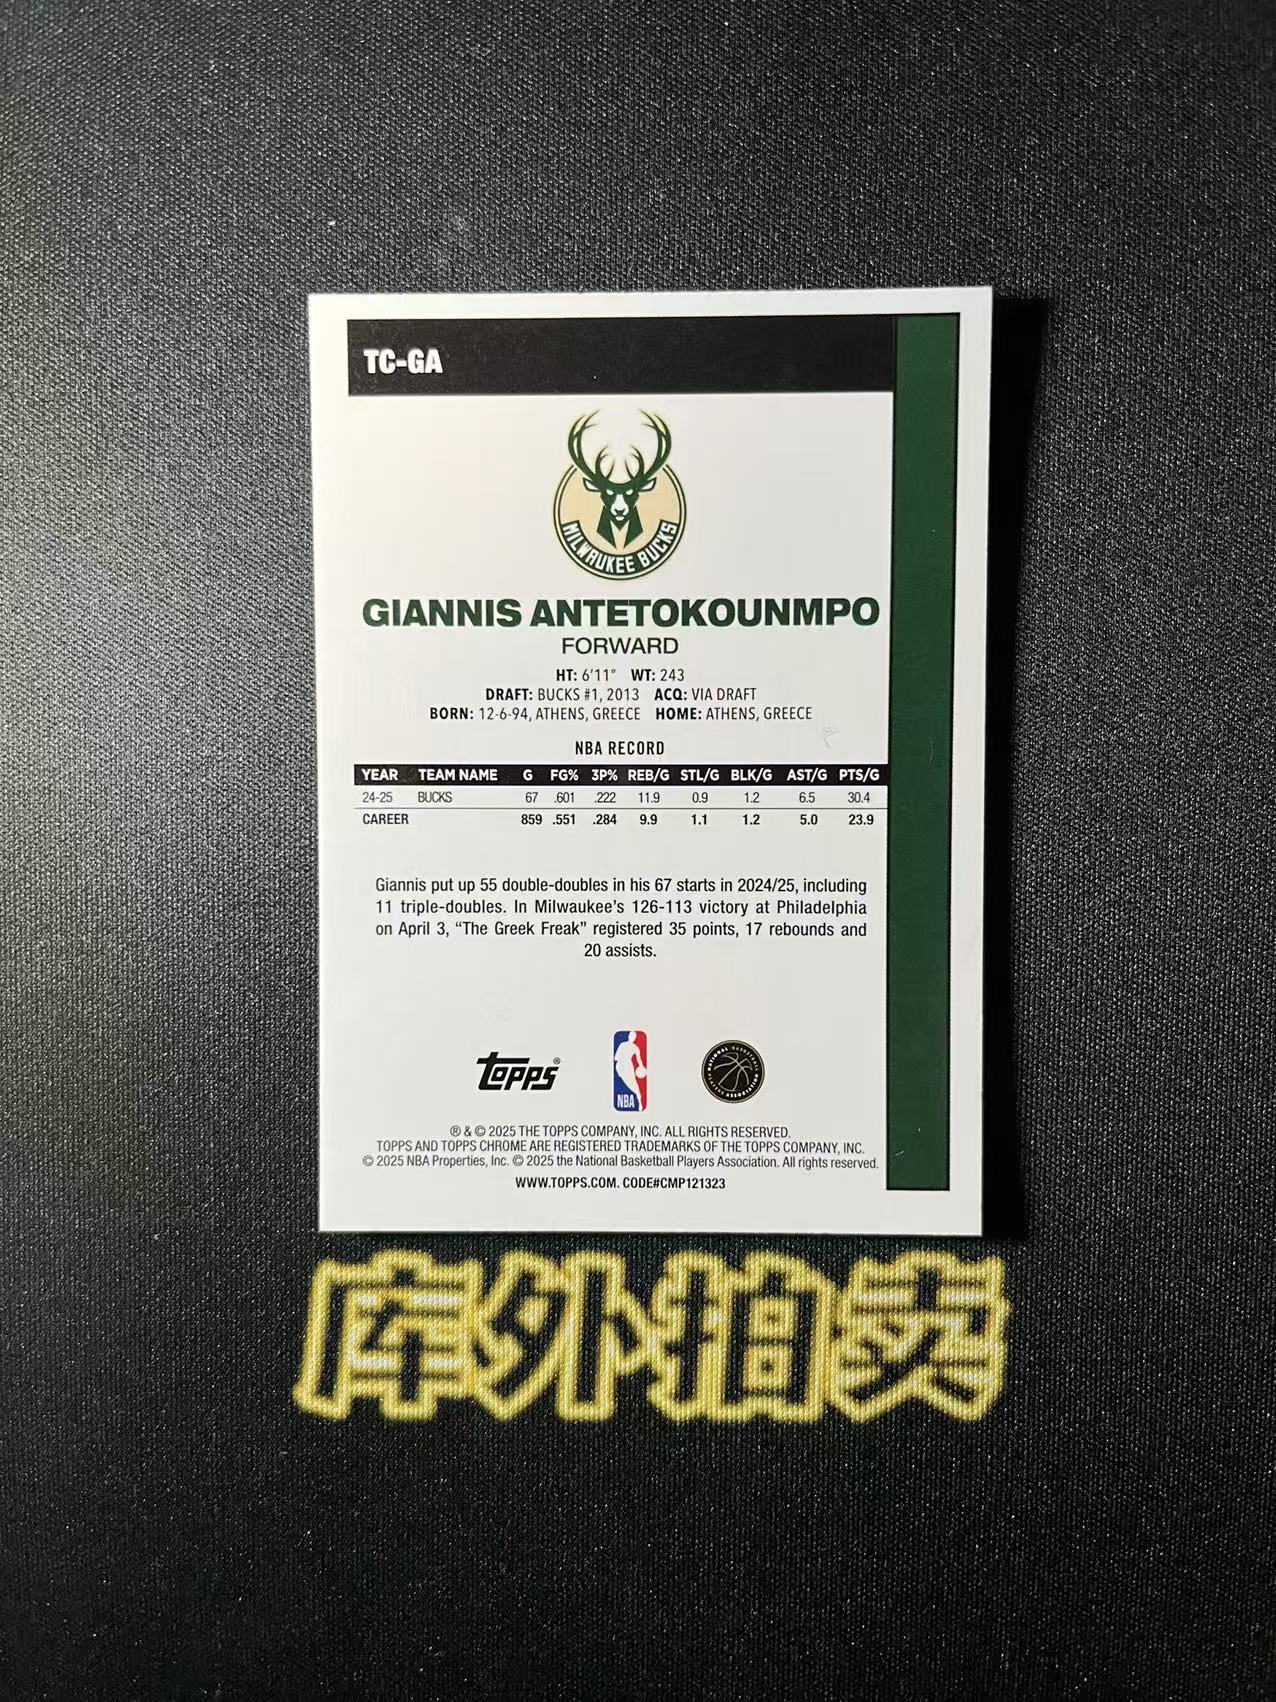 TC-GA
MILWAUKEE BUCKS
GIANNIS ANTETOKOUNMPO
FORWARD
HT: 6'11" WT: 243
DRAFT: BUCKS #1, 2013 ACQ: VIA DRAFT
BORN: 12-6-94, ATHENS, GREECE HOME: ATHENS, GREECE
NBA RECORD
YEAR TEAM NAME G FG% 3P% REB/G STL/G BLK/G AST/G PTS/G
24-25 BUCKS 67 .601 .222 11.9 0.9 1.2 6.5 30.4
CAREER 859 .551 .284 9.9 1.1 1.2 5.0 23.9
Giannis put up 55 double-doubles in his 67 starts in 2024/25, including
11 triple-doubles. In Milwaukee's 126-113 victory at Philadelphia
on April 3, "The Greek Freak" registered 35 points, 17 rebounds and
20 assists.
topps®
NBA
NATIONAL BASKETBALL PLAYERS ASSOCIATION
® & © 2025 THE TOPPS COMPANY, INC. ALL RIGHTS RESERVED.
TOPPS AND TOPPS CHROME ARE REGISTERED TRADEMARKS OF THE TOPPS COMPANY, INC.
© 2025 NBA Properties, Inc. © 2025 the National Basketball Players Association. All rights reserved.
WWW.TOPPS.COM. CODE#CMP121323
库外拍卖